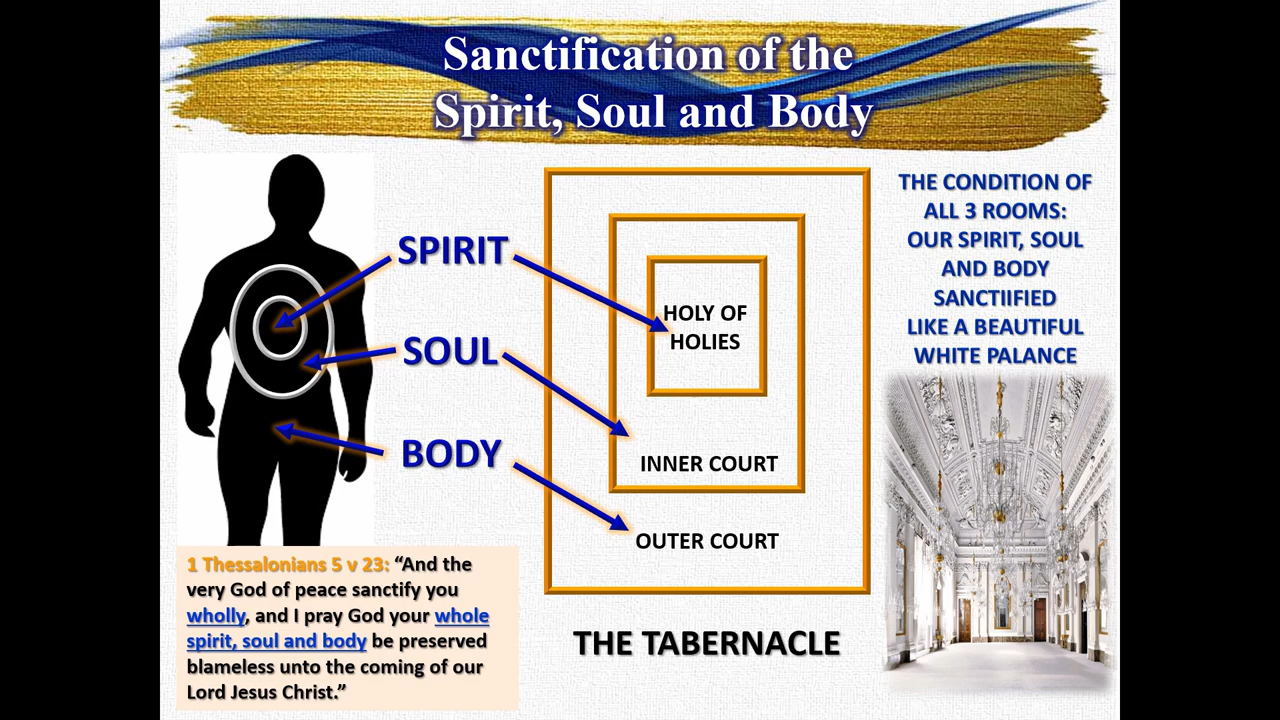 Sanctification of the
Spirit, Soul and Body
SPIRIT
SOUL
BODY
1 Thessalonians 5 v 23: “And the
very God of peace sanctify you
wholly, and I pray God your whole
spirit, soul and body be preserved
blameless unto the coming of our
Lord Jesus Christ.”
HOLY OF
HOLIES
INNER COURT
OUTER COURT
THE TABERNACLE
THE CONDITION OF
ALL 3 ROOMS:
OUR SPIRIT, SOUL
AND BODY
SANCTIIFIED
LIKE A BEAUTIFUL
WHITE PALANCE